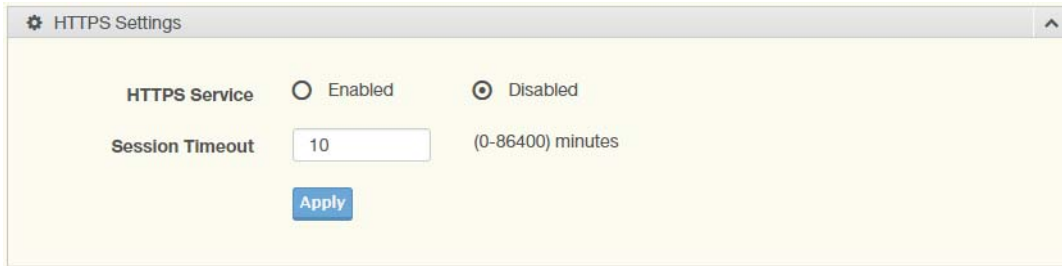 HTTPS Settings
HTTPS Service Enabled Disabled
Session Timeout 10 (0-86400) minutes
Apply